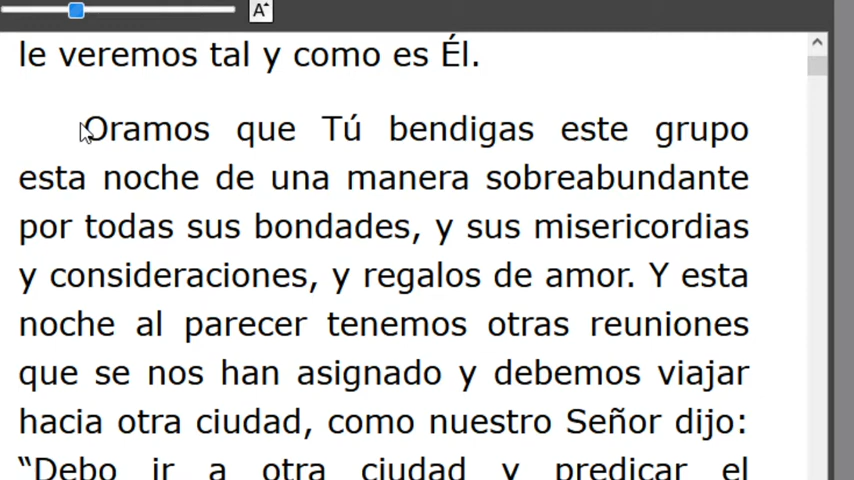 A
le veremos tal y como es Él.
Oramos que Tú bendigas este grupo
esta noche de una manera sobreabundante
por todas sus bondades, y sus misericordias
y consideraciones, y regalos de amor. Y esta
noche al parecer tenemos otras reuniones
que se nos han asignado y debemos viajar
hacia otra ciudad, como nuestro Señor dijo:
“Debo ir a otra ciudad y predicar el